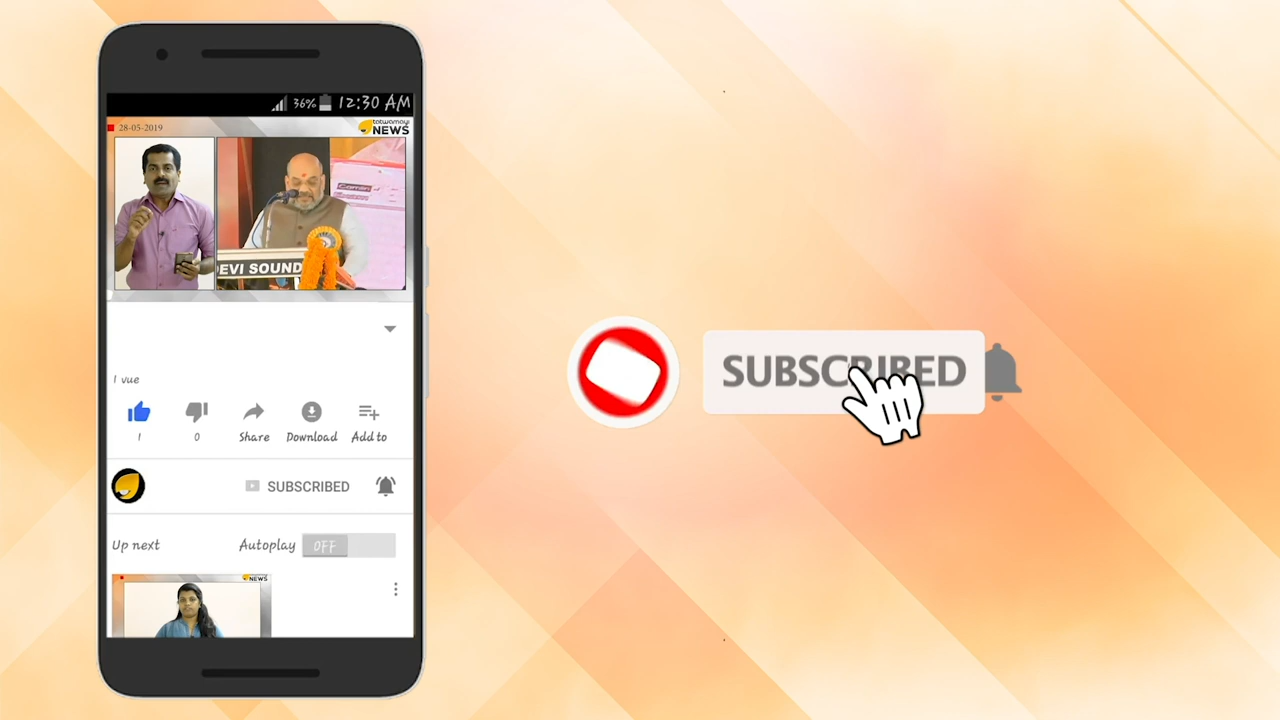 36% 12:30 AM
28-05-2019
tatwamayi
NEWS
DEVI SOUND
1 vue
1
0
Share
Download
Add to
SUBSCRIBED
Up next
Autoplay
OFF
NEWS
SUBSCRIBED